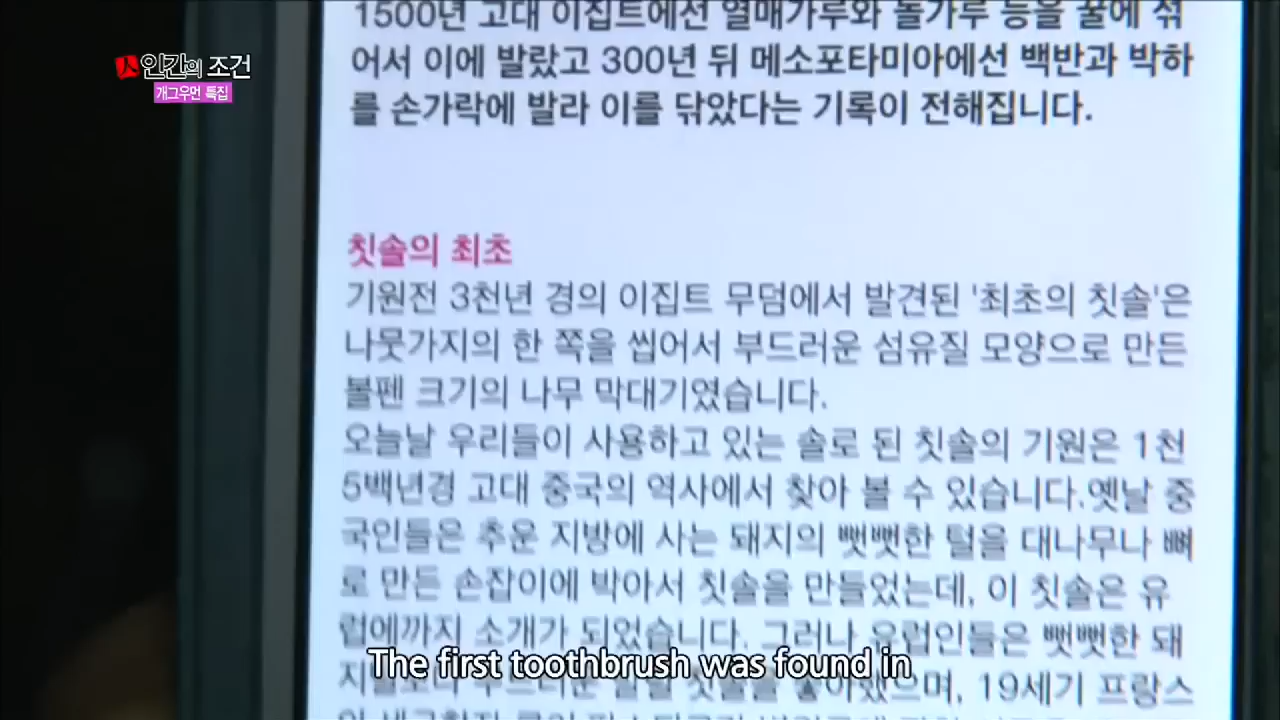 인간의 조건
개그우먼 특집
1500년 고대 이집트에선 열매가루와 돌가루 등을 꿀에 섞
어서 이에 발랐고 300년 뒤 메소포타미아에선 백반과 박하
를 손가락에 발라 이를 닦았다는 기록이 전해집니다.
칫솔의 최초
기원전 3천년 경의 이집트 무덤에서 발견된 '최초의 칫솔'은
나뭇가지의 한 쪽을 씹어서 부드러운 섬유질 모양으로 만든
볼펜 크기의 나무 막대기였습니다.
오늘날 우리들이 사용하고 있는 솔로 된 칫솔의 기원은 1천
5백년경 고대 중국의 역사에서 찾아 볼 수 있습니다.옛날 중
국인들은 추운 지방에 사는 돼지의 뻣뻣한 털을 대나무나 뼈
로 만든 손잡이에 박아서 칫솔을 만들었는데, 이 칫솔은 유
럽에까지 소개가 되었습니다. 그러나 유럽인들은 뻣뻣한 돼
19세기 프랑스
The first toothbrush was found in